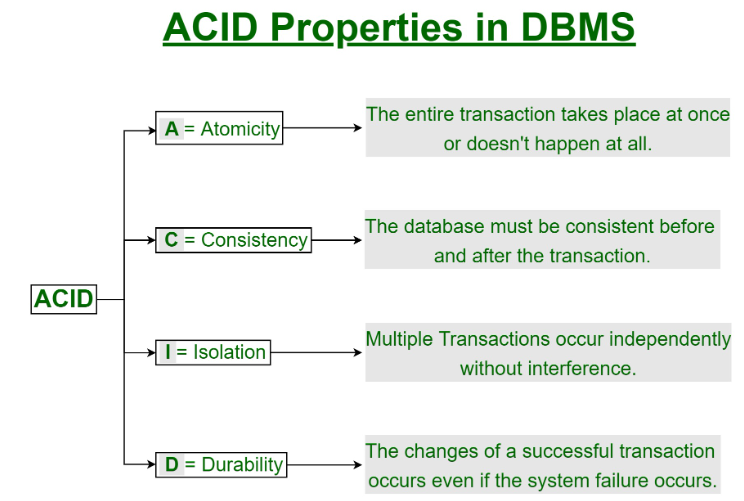 ACID Properties in DBMS
A = Atomicity
The entire transaction takes place at once
or doesn't happen at all.
C = Consistency
The database must be consistent before
and after the transaction.
ACID
I = Isolation
Multiple Transactions occur independently
without interference.
D = Durability
The changes of a successful transaction
occurs even if the system failure occurs.